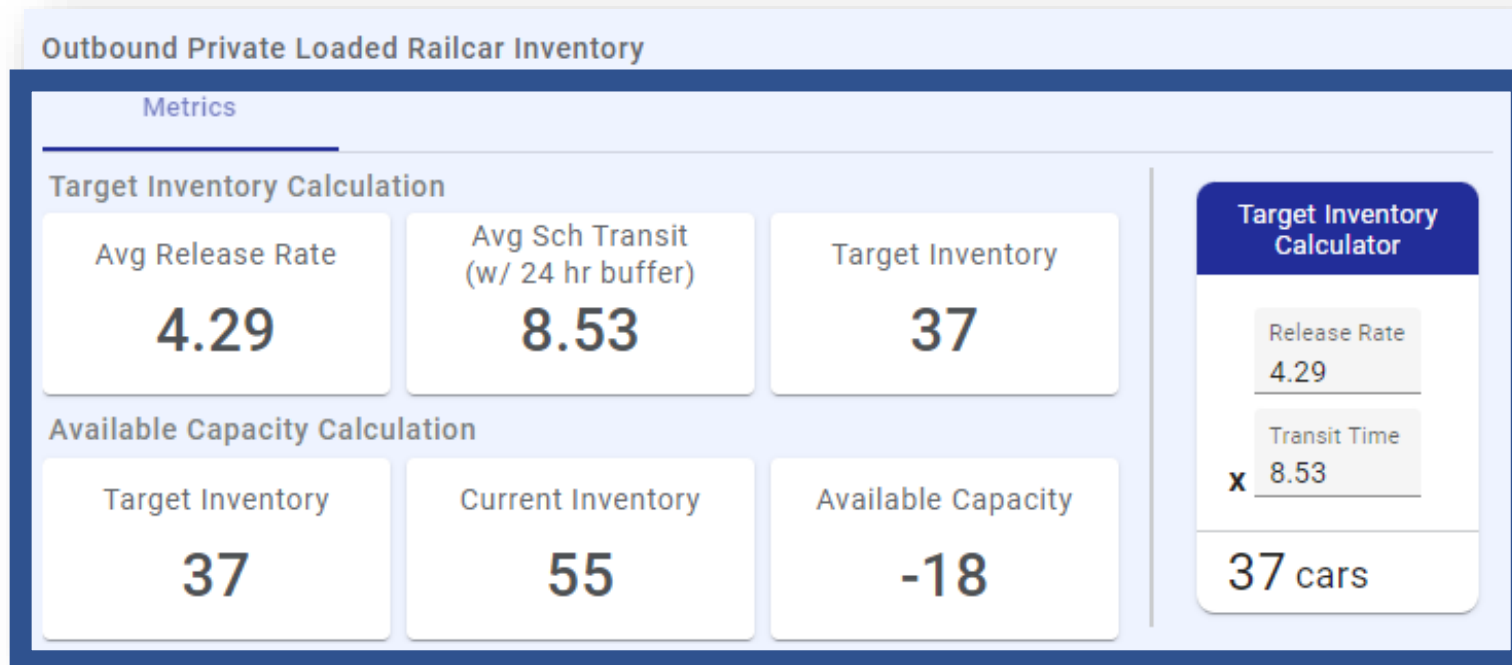 Outbound Private Loaded Railcar Inventory
Metrics
Target Inventory Calculation
Avg Release Rate
4.29
Avg Sch Transit
(w/ 24 hr buffer)
8.53
Target Inventory
37
Available Capacity Calculation
Target Inventory
37
Current Inventory
55
Available Capacity
-18
Target Inventory
Calculator
Release Rate
4.29
Transit Time
x 8.53
37 cars